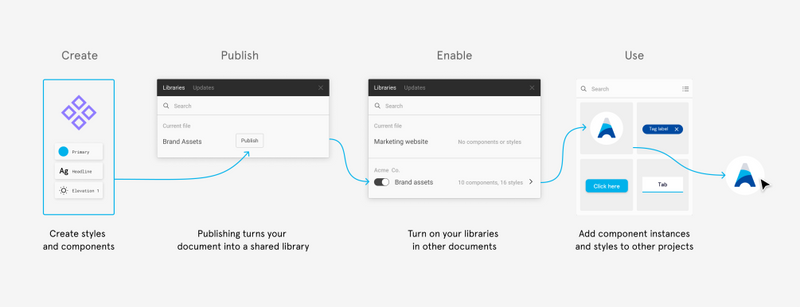 Create
Publish
Enable
Use
Primary
Ag Headline
Elevation 1
Libraries Updates
Search
Current file
Brand Assets
Publish
Libraries Updates
Search
Current file
Marketing website No components or styles
Acme Co.
Brand assets 10 components, 16 styles
Search
Tag label
Click here
Tab
Create styles
and components
Publishing turns your
document into a shared library
Turn on your libraries
in other documents
Add component instances
and styles to other projects